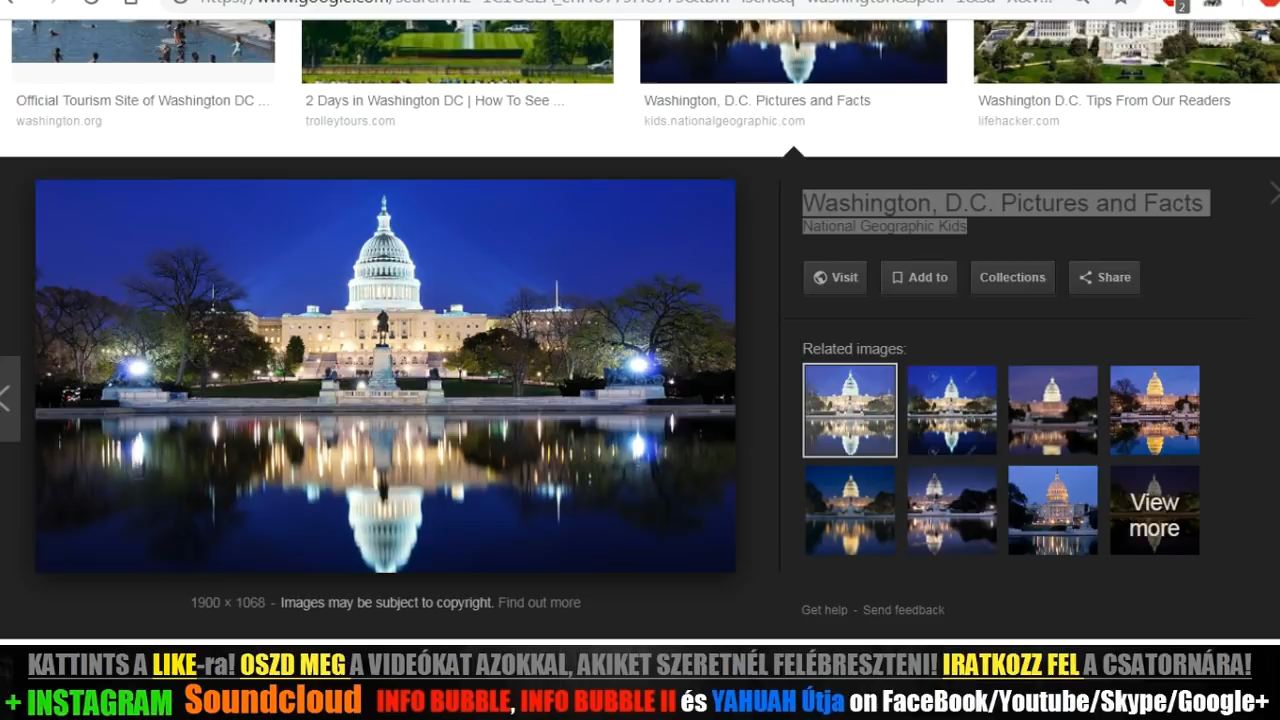 2
Official Tourism Site of Washington DC ...
washington.org
2 Days in Washington DC | How To See ...
trolleytours.com
Washington, D.C. Pictures and Facts
kids.nationalgeographic.com
Washington D.C. Tips From Our Readers
lifehacker.com
Washington, D.C. Pictures and Facts
National Geographic Kids
Visit
Add to
Collections
Share
Related images:
View
more
1900 × 1068 - Images may be subject to copyright. Find out more
Get help - Send feedback
KATTINTS A LIKE-ra! OSZD MEG A VIDEÓKAT AZOKKAL, AKIKET SZERETNÉL FELÉBRESZTENI! IRATKOZZ FEL A CSATORNÁRA!
+ INSTAGRAM Soundcloud INFO BUBBLE, INFO BUBBLE II és YAHUAH Útja on FaceBook/Youtube/Skype/Google+